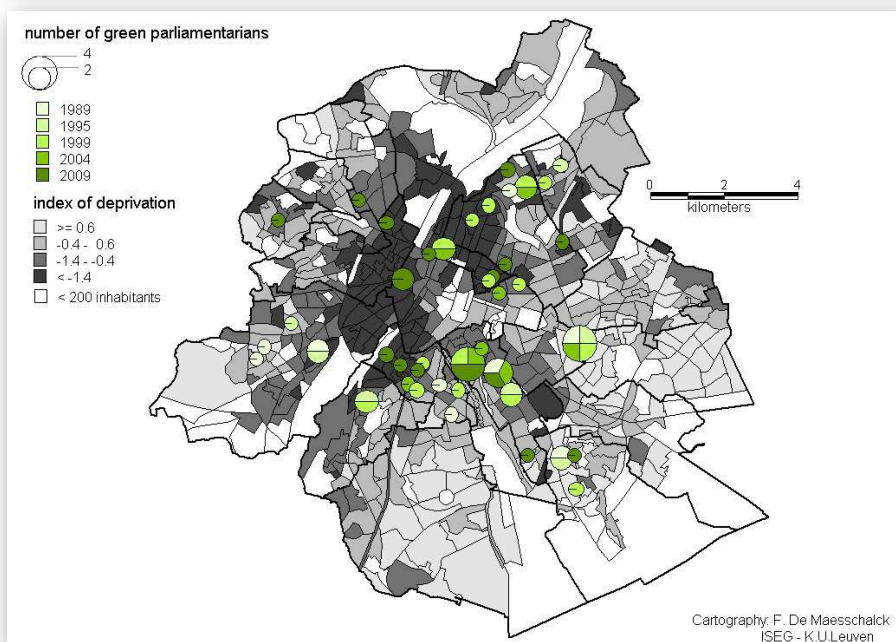 number of green parliamentarians
4
2
1989
1995
1999
2004
2009
index of deprivation
>= 0.6
-0.4 - 0.6
-1.4 - -0.4
< -1.4
< 200 inhabitants
0 2 4
kilometers
Cartography: F. De Maesschalck
ISEG - K.U.Leuven